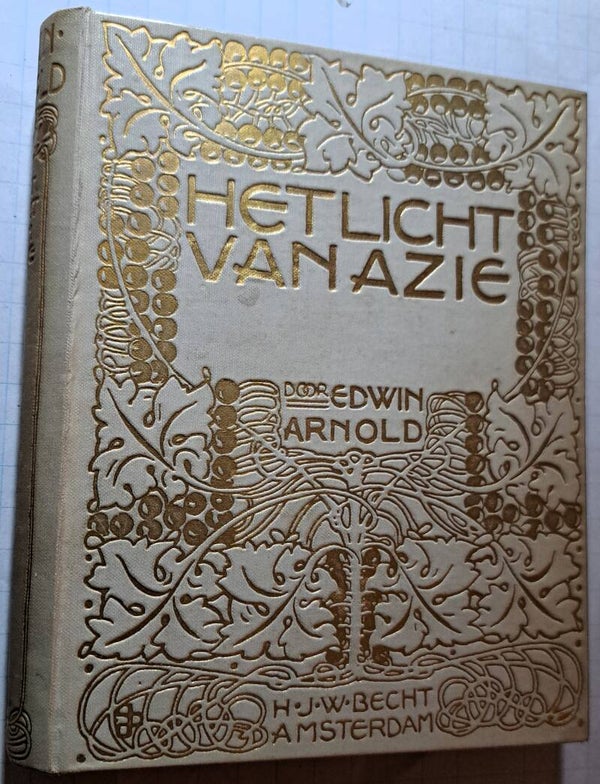 HET LICHT
VAN AZIE
DOOR EDWIN
ARNOLD
H·J·W·BECHT
AMSTERDAM